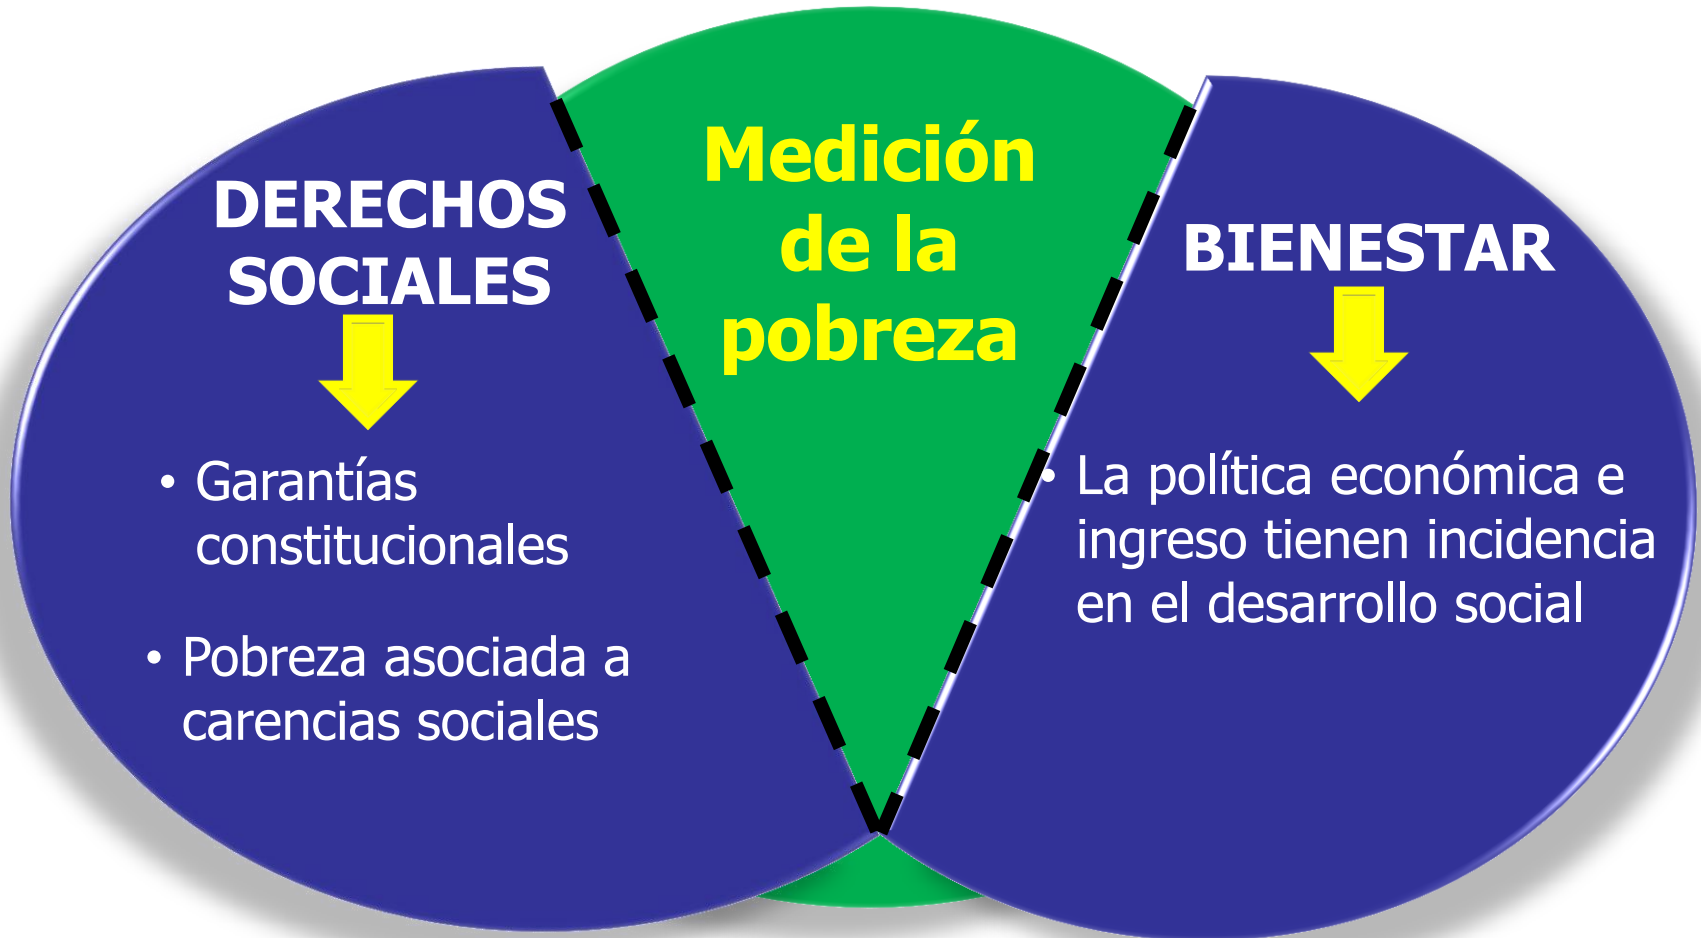 Medición
de la
pobreza
DERECHOS
SOCIALES
• Garantías
constitucionales
• Pobreza asociada a
carencias sociales
BIENESTAR
• La política económica e
ingreso tienen incidencia
en el desarrollo social